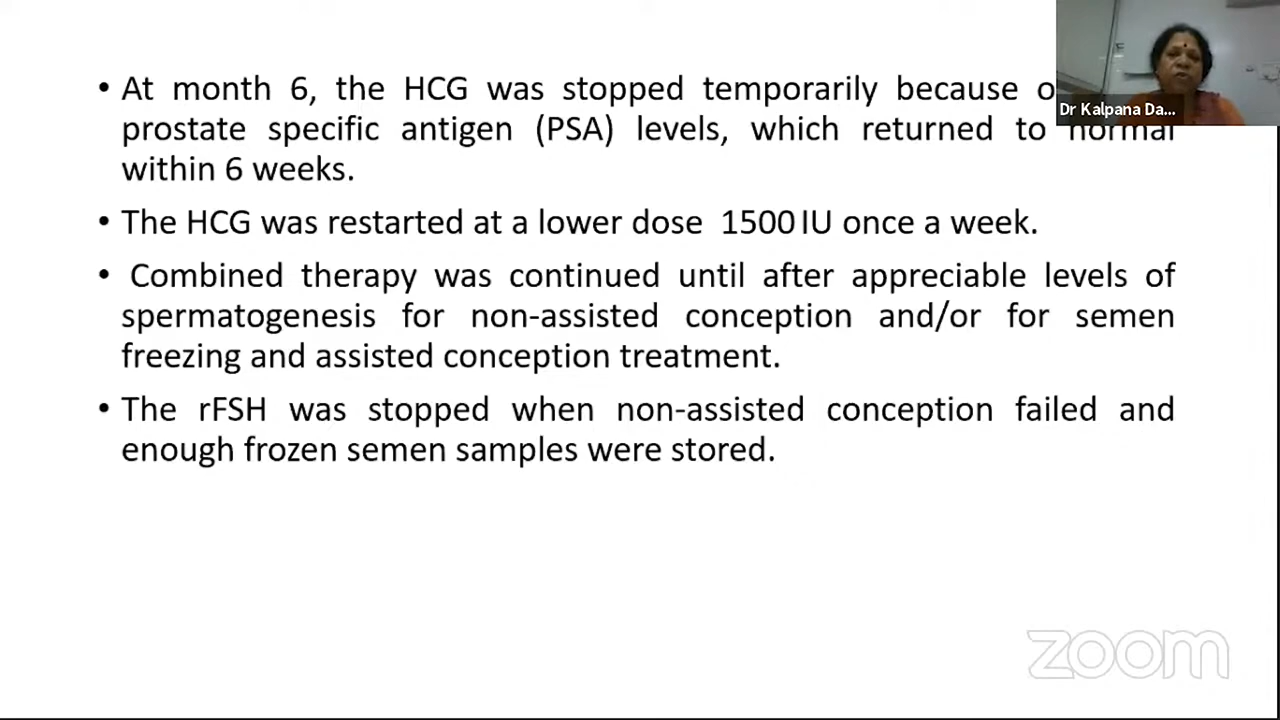 • At month 6, the HCG was stopped temporarily because
prostate specific antigen (PSA) levels, which returned to normal
within 6 weeks.
• The HCG was restarted at a lower dose 1500 IU once a week.
• Combined therapy was continued until after appreciable levels of
spermatogenesis for non-assisted conception and/or for semen
freezing and assisted conception treatment.
• The rFSH was stopped when non-assisted conception failed and
enough frozen semen samples were stored.
Dr Kalpana Da...
zoom